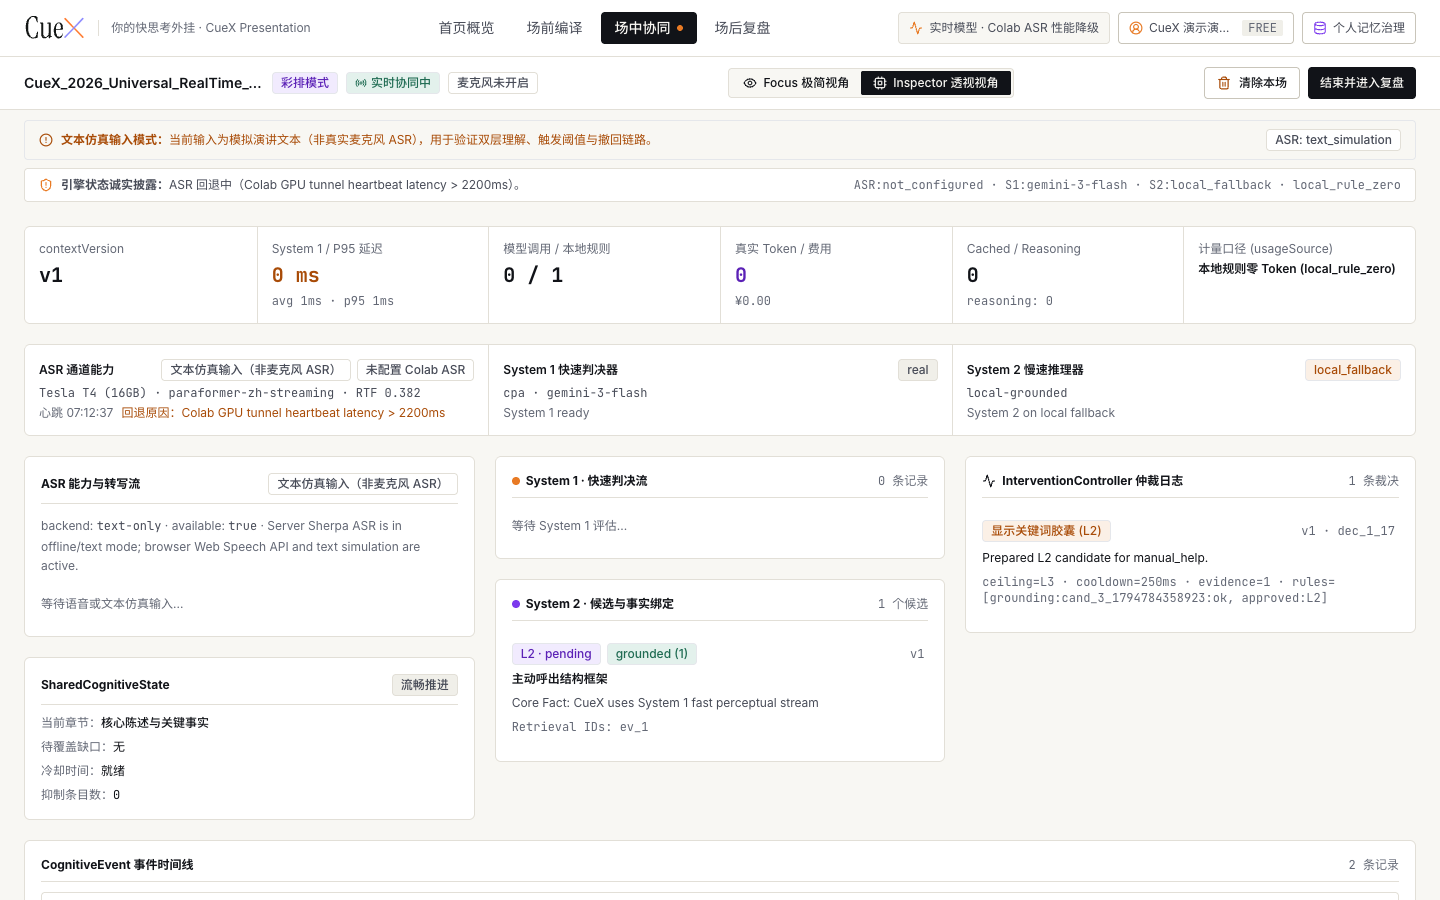 CueX
你的快思考外挂 · CueX Presentation
首页概览
场前编译
场中协同
场后复盘
实时模型 · Colab ASR 性能降级
CueX 演示演... FREE
个人记忆治理
CueX_2026_Universal_RealTime_...
彩排模式
实时协同中
麦克风未开启
Focus 极简视角
Inspector 透视视角
清除本场
结束并进入复盘
文本仿真输入模式：当前输入为模拟演讲文本（非真实麦克风 ASR），用于验证双层理解、触发阈值与撤回链路。
ASR: text_simulation
引擎状态诚实披露：ASR 回退中（Colab GPU tunnel heartbeat latency > 2200ms）。
ASR:not_configured · S1:gemini-3-flash · S2:local_fallback · local_rule_zero
contextVersion
v1
System 1 / P95 延迟
0 ms
avg 1ms · p95 1ms
模型调用 / 本地规则
0 / 1
真实 Token / 费用
0
¥0.00
Cached / Reasoning
0
reasoning: 0
计量口径 (usageSource)
本地规则零 Token (local_rule_zero)
ASR 通道能力
文本仿真输入（非麦克风 ASR）
未配置 Colab ASR
Tesla T4 (16GB) · paraformer-zh-streaming · RTF 0.382
心跳 07:12:37 回退原因：Colab GPU tunnel heartbeat latency > 2200ms
System 1 快速判决器
real
cpa · gemini-3-flash
System 1 ready
System 2 慢速推理器
local_fallback
local-grounded
System 2 on local fallback
ASR 能力与转写流
文本仿真输入（非麦克风 ASR）
backend: text-only · available: true · Server Sherpa ASR is in
offline/text mode; browser Web Speech API and text simulation are
active.
等待语音或文本仿真输入...
SharedCognitiveState
流畅推进
当前章节：核心陈述与关键事实
待覆盖缺口：无
冷却时间：就绪
抑制条目数：0
System 1 · 快速判决流
0 条记录
等待 System 1 评估...
System 2 · 候选与事实绑定
1 个候选
L2 · pending
grounded (1)
v1
主动呼出结构框架
Core Fact: CueX uses System 1 fast perceptual stream
Retrieval IDs: ev_1
InterventionController 仲裁日志
1 条裁决
显示关键词胶囊 (L2)
v1 · dec_1_17
Prepared L2 candidate for manual_help.
ceiling=L3 · cooldown=250ms · evidence=1 · rules=
[grounding:cand_3_1794784358923:ok, approved:L2]
CognitiveEvent 事件时间线
2 条记录